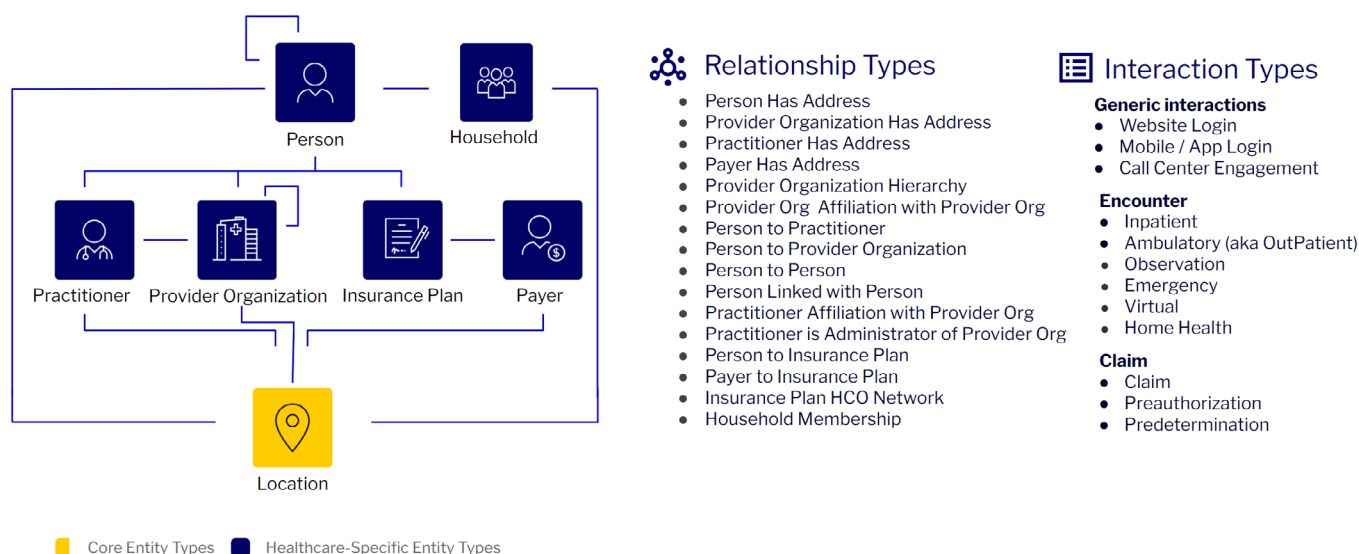 Person
Household
Practitioner
Provider Organization
Insurance Plan
Payer
Location
Core Entity Types
Healthcare-Specific Entity Types
Relationship Types
Person Has Address
Provider Organization Has Address
Practitioner Has Address
Payer Has Address
Provider Organization Hierarchy
Provider Org Affiliation with Provider Org
Person to Practitioner
Person to Provider Organization
Person to Person
Person Linked with Person
Practitioner Affiliation with Provider Org
Practitioner is Administrator of Provider Org
Person to Insurance Plan
Payer to Insurance Plan
Insurance Plan HCO Network
Household Membership
Interaction Types
Generic interactions
Website Login
Mobile / App Login
Call Center Engagement
Encounter
Inpatient
Ambulatory (aka OutPatient)
Observation
Emergency
Virtual
Home Health
Claim
Claim
Preauthorization
Predetermination